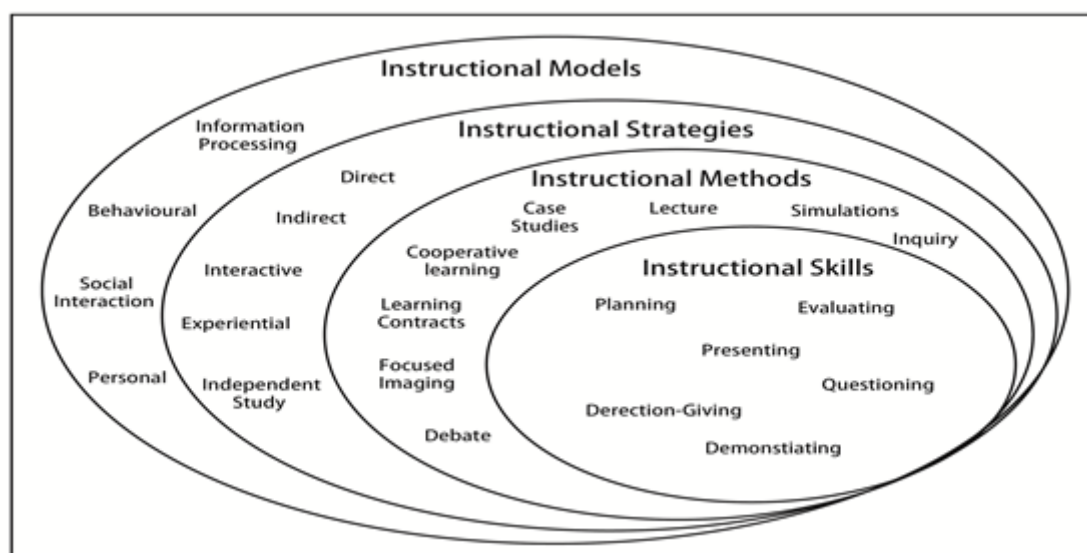 Instructional Models
Information
Processing
Behavioural
Social
Interaction
Personal
Instructional Strategies
Direct
Indirect
Interactive
Experiential
Independent
Study
Instructional Methods
Case
Studies
Lecture
Simulations
Inquiry
Cooperative
learning
Learning
Contracts
Focused
Imaging
Debate
Instructional Skills
Planning
Evaluating
Presenting
Questioning
Derection-Giving
Demonstiating